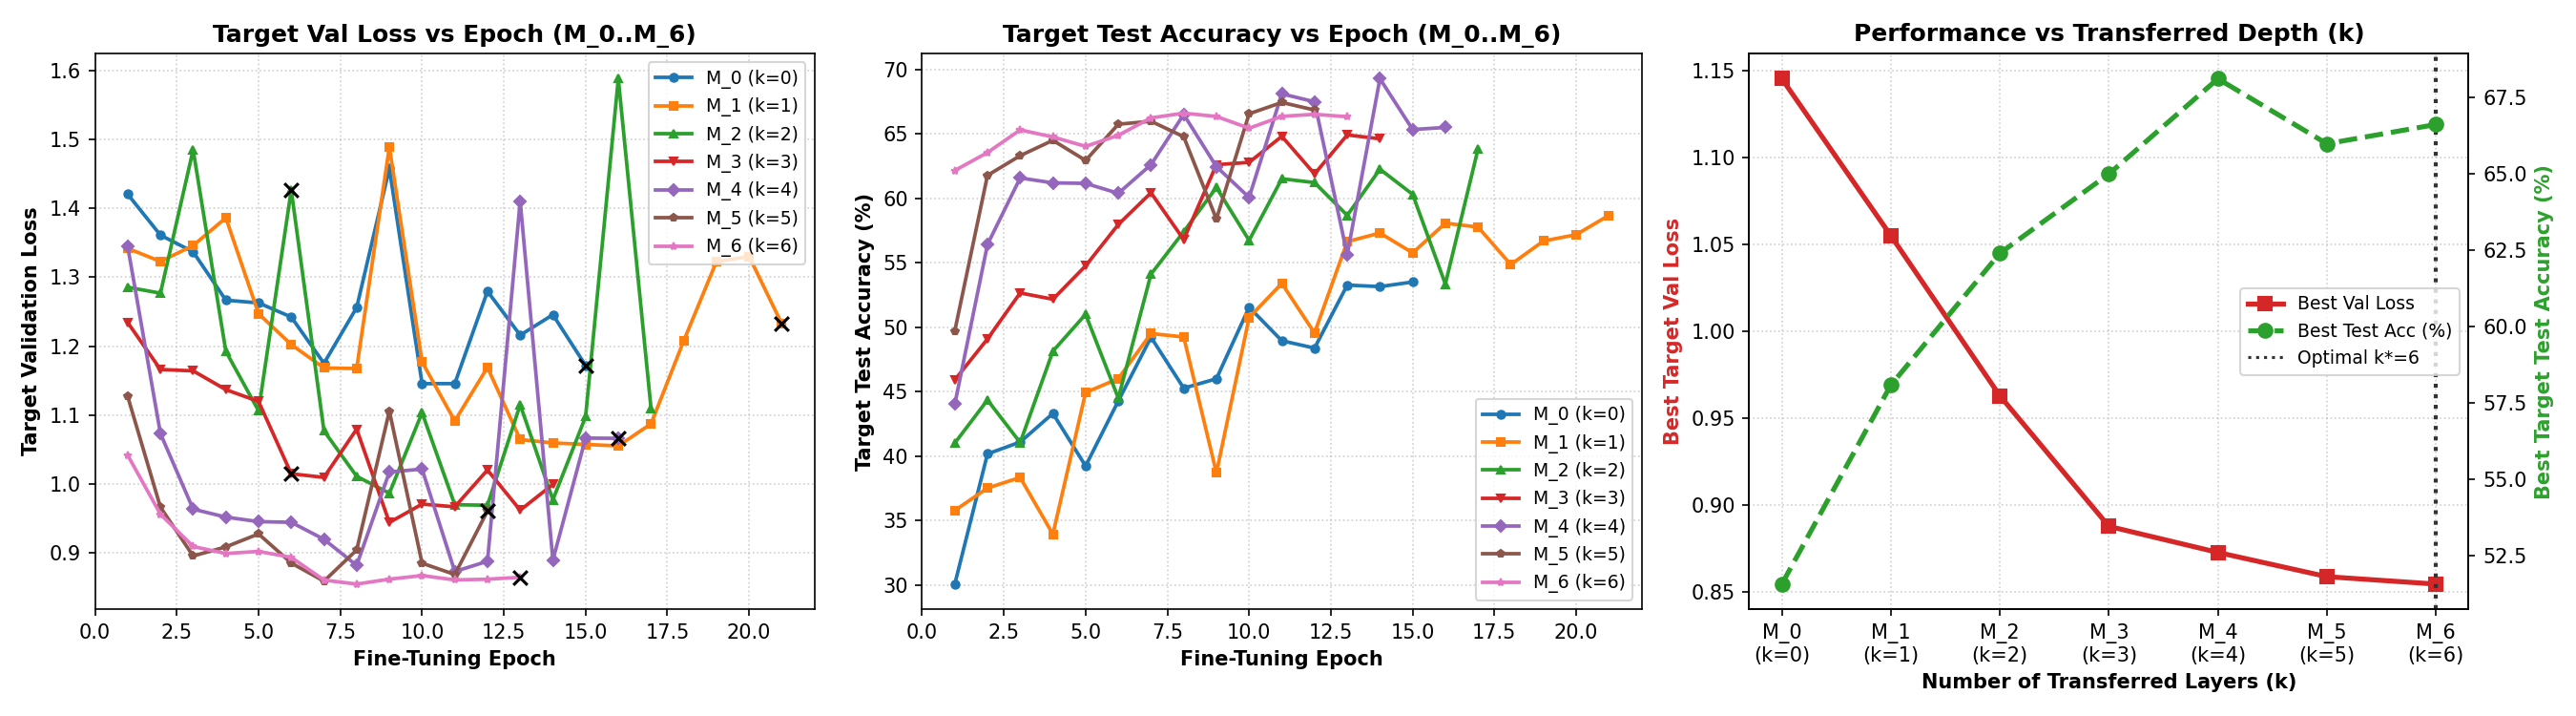 Target Val Loss vs Epoch (M_0..M_6)
Target Validation Loss
1.6
1.5
1.4
1.3
1.2
1.1
1.0
0.9
M_0 (k=0)
M_1 (k=1)
M_2 (k=2)
M_3 (k=3)
M_4 (k=4)
M_5 (k=5)
M_6 (k=6)
0.0 2.5 5.0 7.5 10.0 12.5 15.0 17.5 20.0
Fine-Tuning Epoch
Target Test Accuracy vs Epoch (M_0..M_6)
Target Test Accuracy (%)
70
65
60
55
50
45
40
35
30
M_0 (k=0)
M_1 (k=1)
M_2 (k=2)
M_3 (k=3)
M_4 (k=4)
M_5 (k=5)
M_6 (k=6)
0.0 2.5 5.0 7.5 10.0 12.5 15.0 17.5 20.0
Fine-Tuning Epoch
Performance vs Transferred Depth (k)
Best Target Val Loss
1.15
1.10
1.05
1.00
0.95
0.90
0.85
Best Val Loss
Best Test Acc (%)
Optimal k*=6
67.5
65.0
62.5
60.0
57.5
55.0
52.5
Best Target Test Accuracy (%)
M_0 M_1 M_2 M_3 M_4 M_5 M_6
(k=0) (k=1) (k=2) (k=3) (k=4) (k=5) (k=6)
Number of Transferred Layers (k)